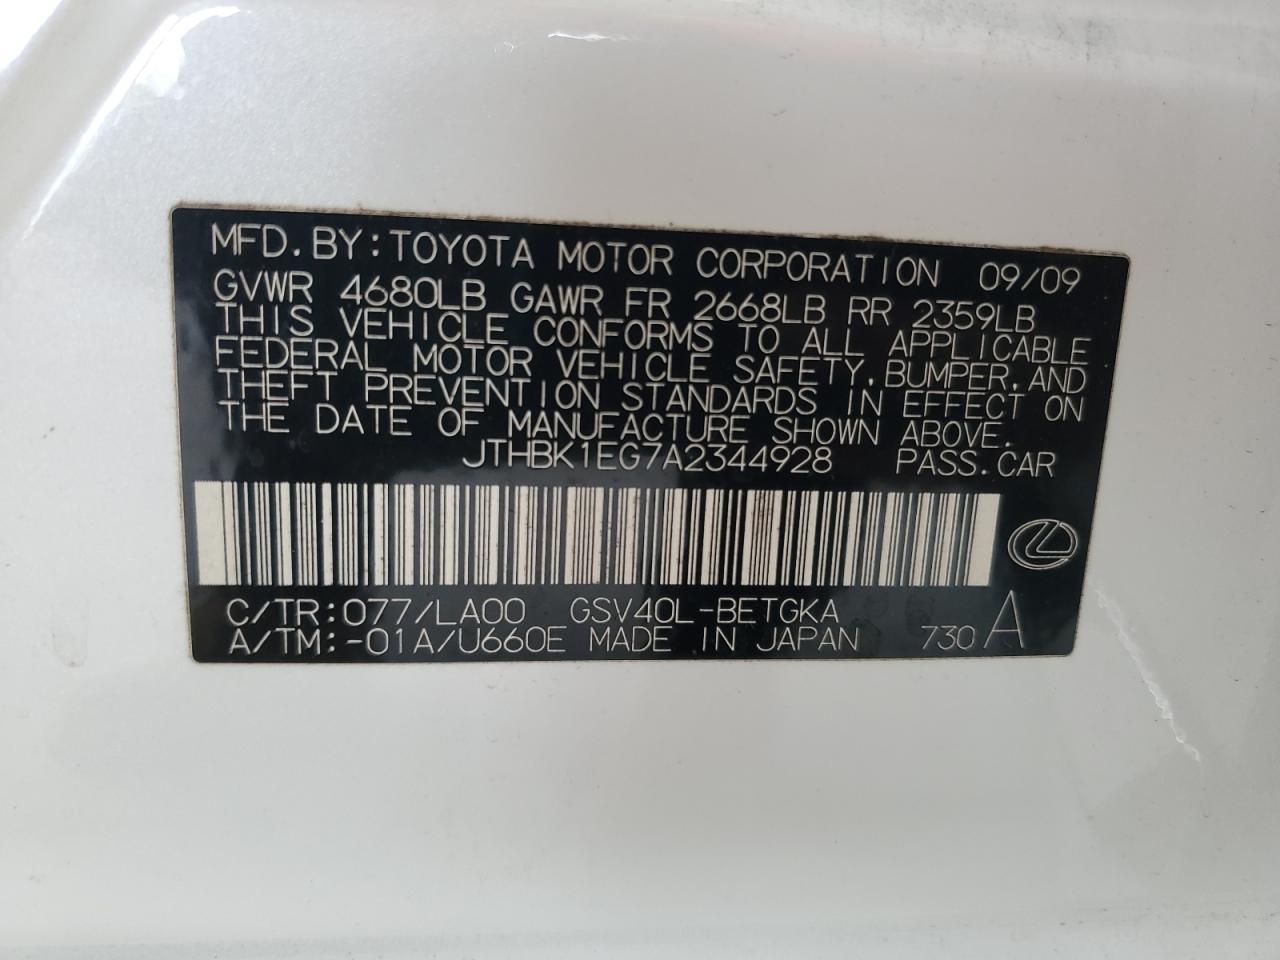 MFD.BY:TOYOTA MOTOR CORPORATION 09/09
GVWR 4680LB GAWR FR 2668LB RR 2359LB
THIS VEHICLE CONFORMS TO ALL APPLICABLE
FEDERAL MOTOR VEHICLE SAFETY,BUMPER,AND
THEFT PREVENTION STANDARDS IN EFFECT ON
THE DATE OF MANUFACTURE SHOWN ABOVE.
JTHBK1EG7A2344928 PASS.CAR
C/TR:077/LA00 GSV40L-BETGKA
A/TM:-01A/U660E MADE IN JAPAN 730 A